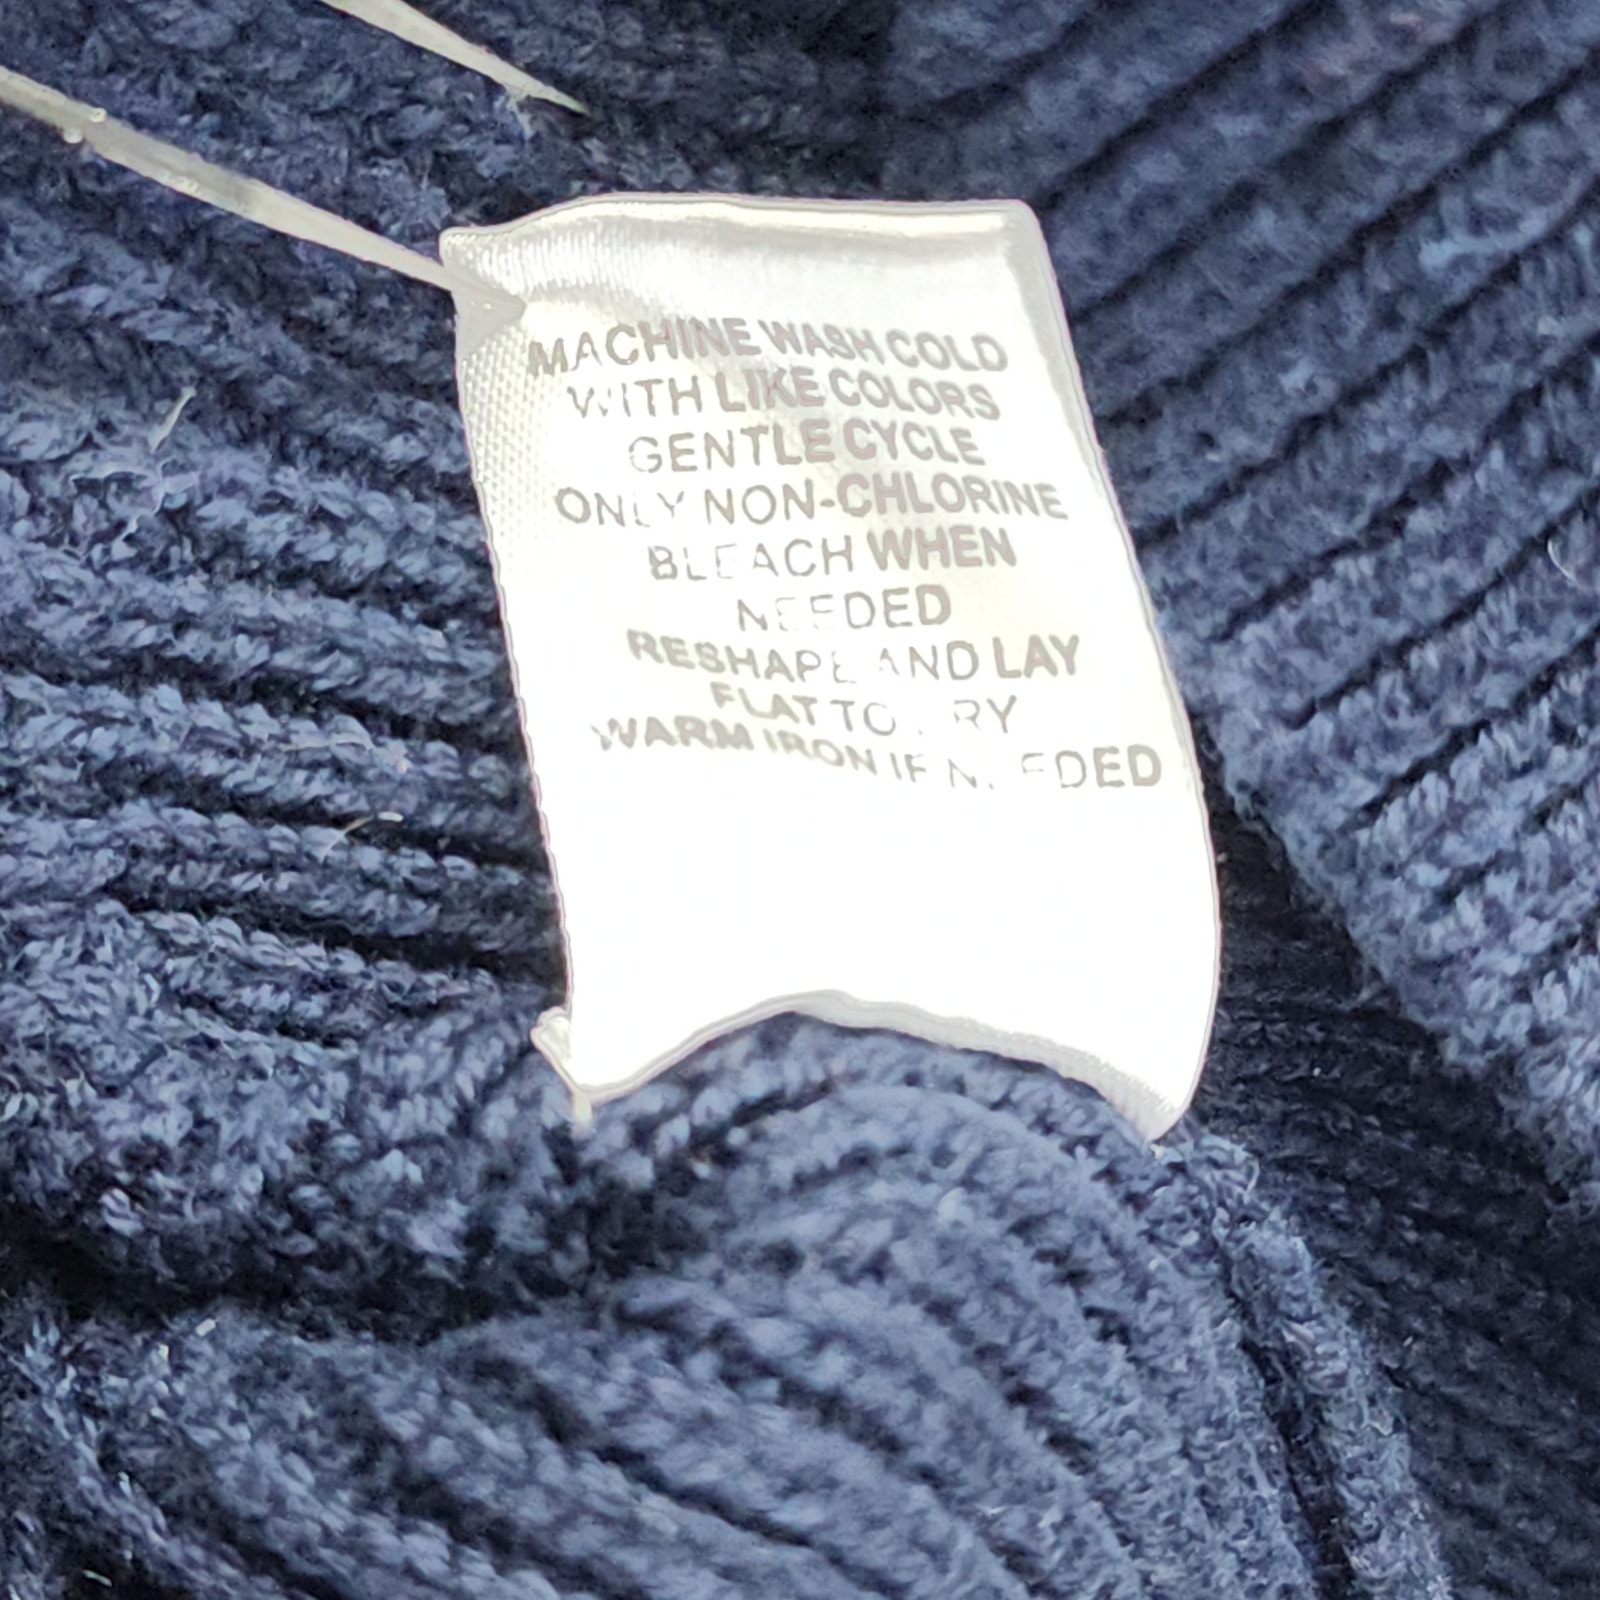 MACHINE WASH COLD
WITH LIKE COLORS
GENTLE CYCLE
ONLY NON-CHLORINE
BLEACH WHEN
NEEDED
RESHAPE AND LAY
FLAT TO DRY
WARM IRON IF NEEDED